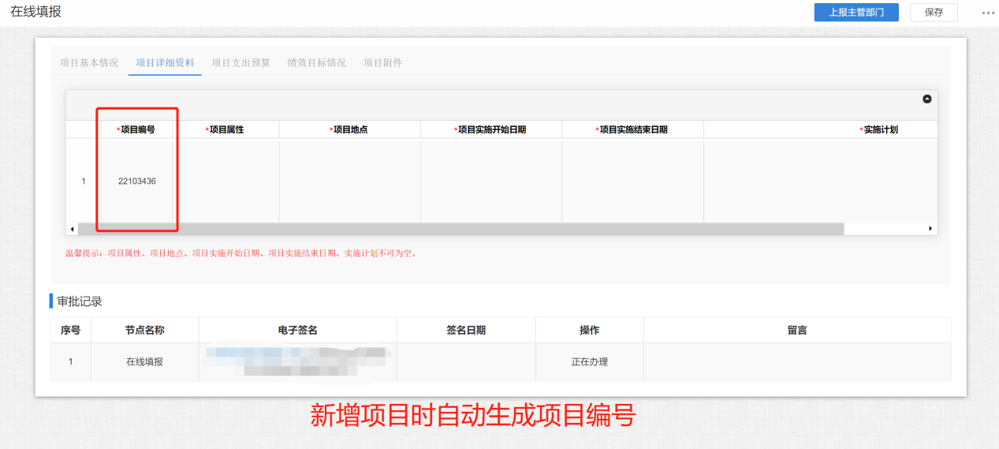 在线填报
上报主管部门 保存
项目基本情况 项目详细资料 项目支出预算 绩效目标情况 项目附件
*项目编号 *项目属性 *项目地点 *项目实施开始日期 *项目实施结束日期 *实施计划
1 22103436
温馨提示：项目属性、项目地点、项目实施开始日期、项目实施结束日期、实施计划不可为空。
审批记录
序号 节点名称 电子签名 签名日期 操作 留言
1 在线填报 正在办理
新增项目时自动生成项目编号